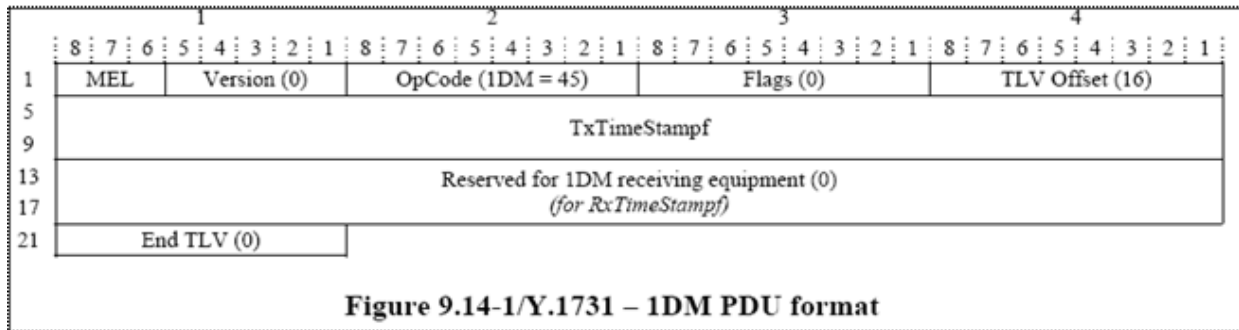 1 2 3 4
8 7 6 5 4 3 2 1 8 7 6 5 4 3 2 1 8 7 6 5 4 3 2 1 8 7 6 5 4 3 2 1
1 MEL Version (0) OpCode (1DM = 45) Flags (0) TLV Offset (16)
5
TxTimeStampf
9
13 Reserved for 1DM receiving equipment (0)
17 (for RxTimeStampf)
21 End TLV (0)
Figure 9.14-1/Y.1731 – 1DM PDU format